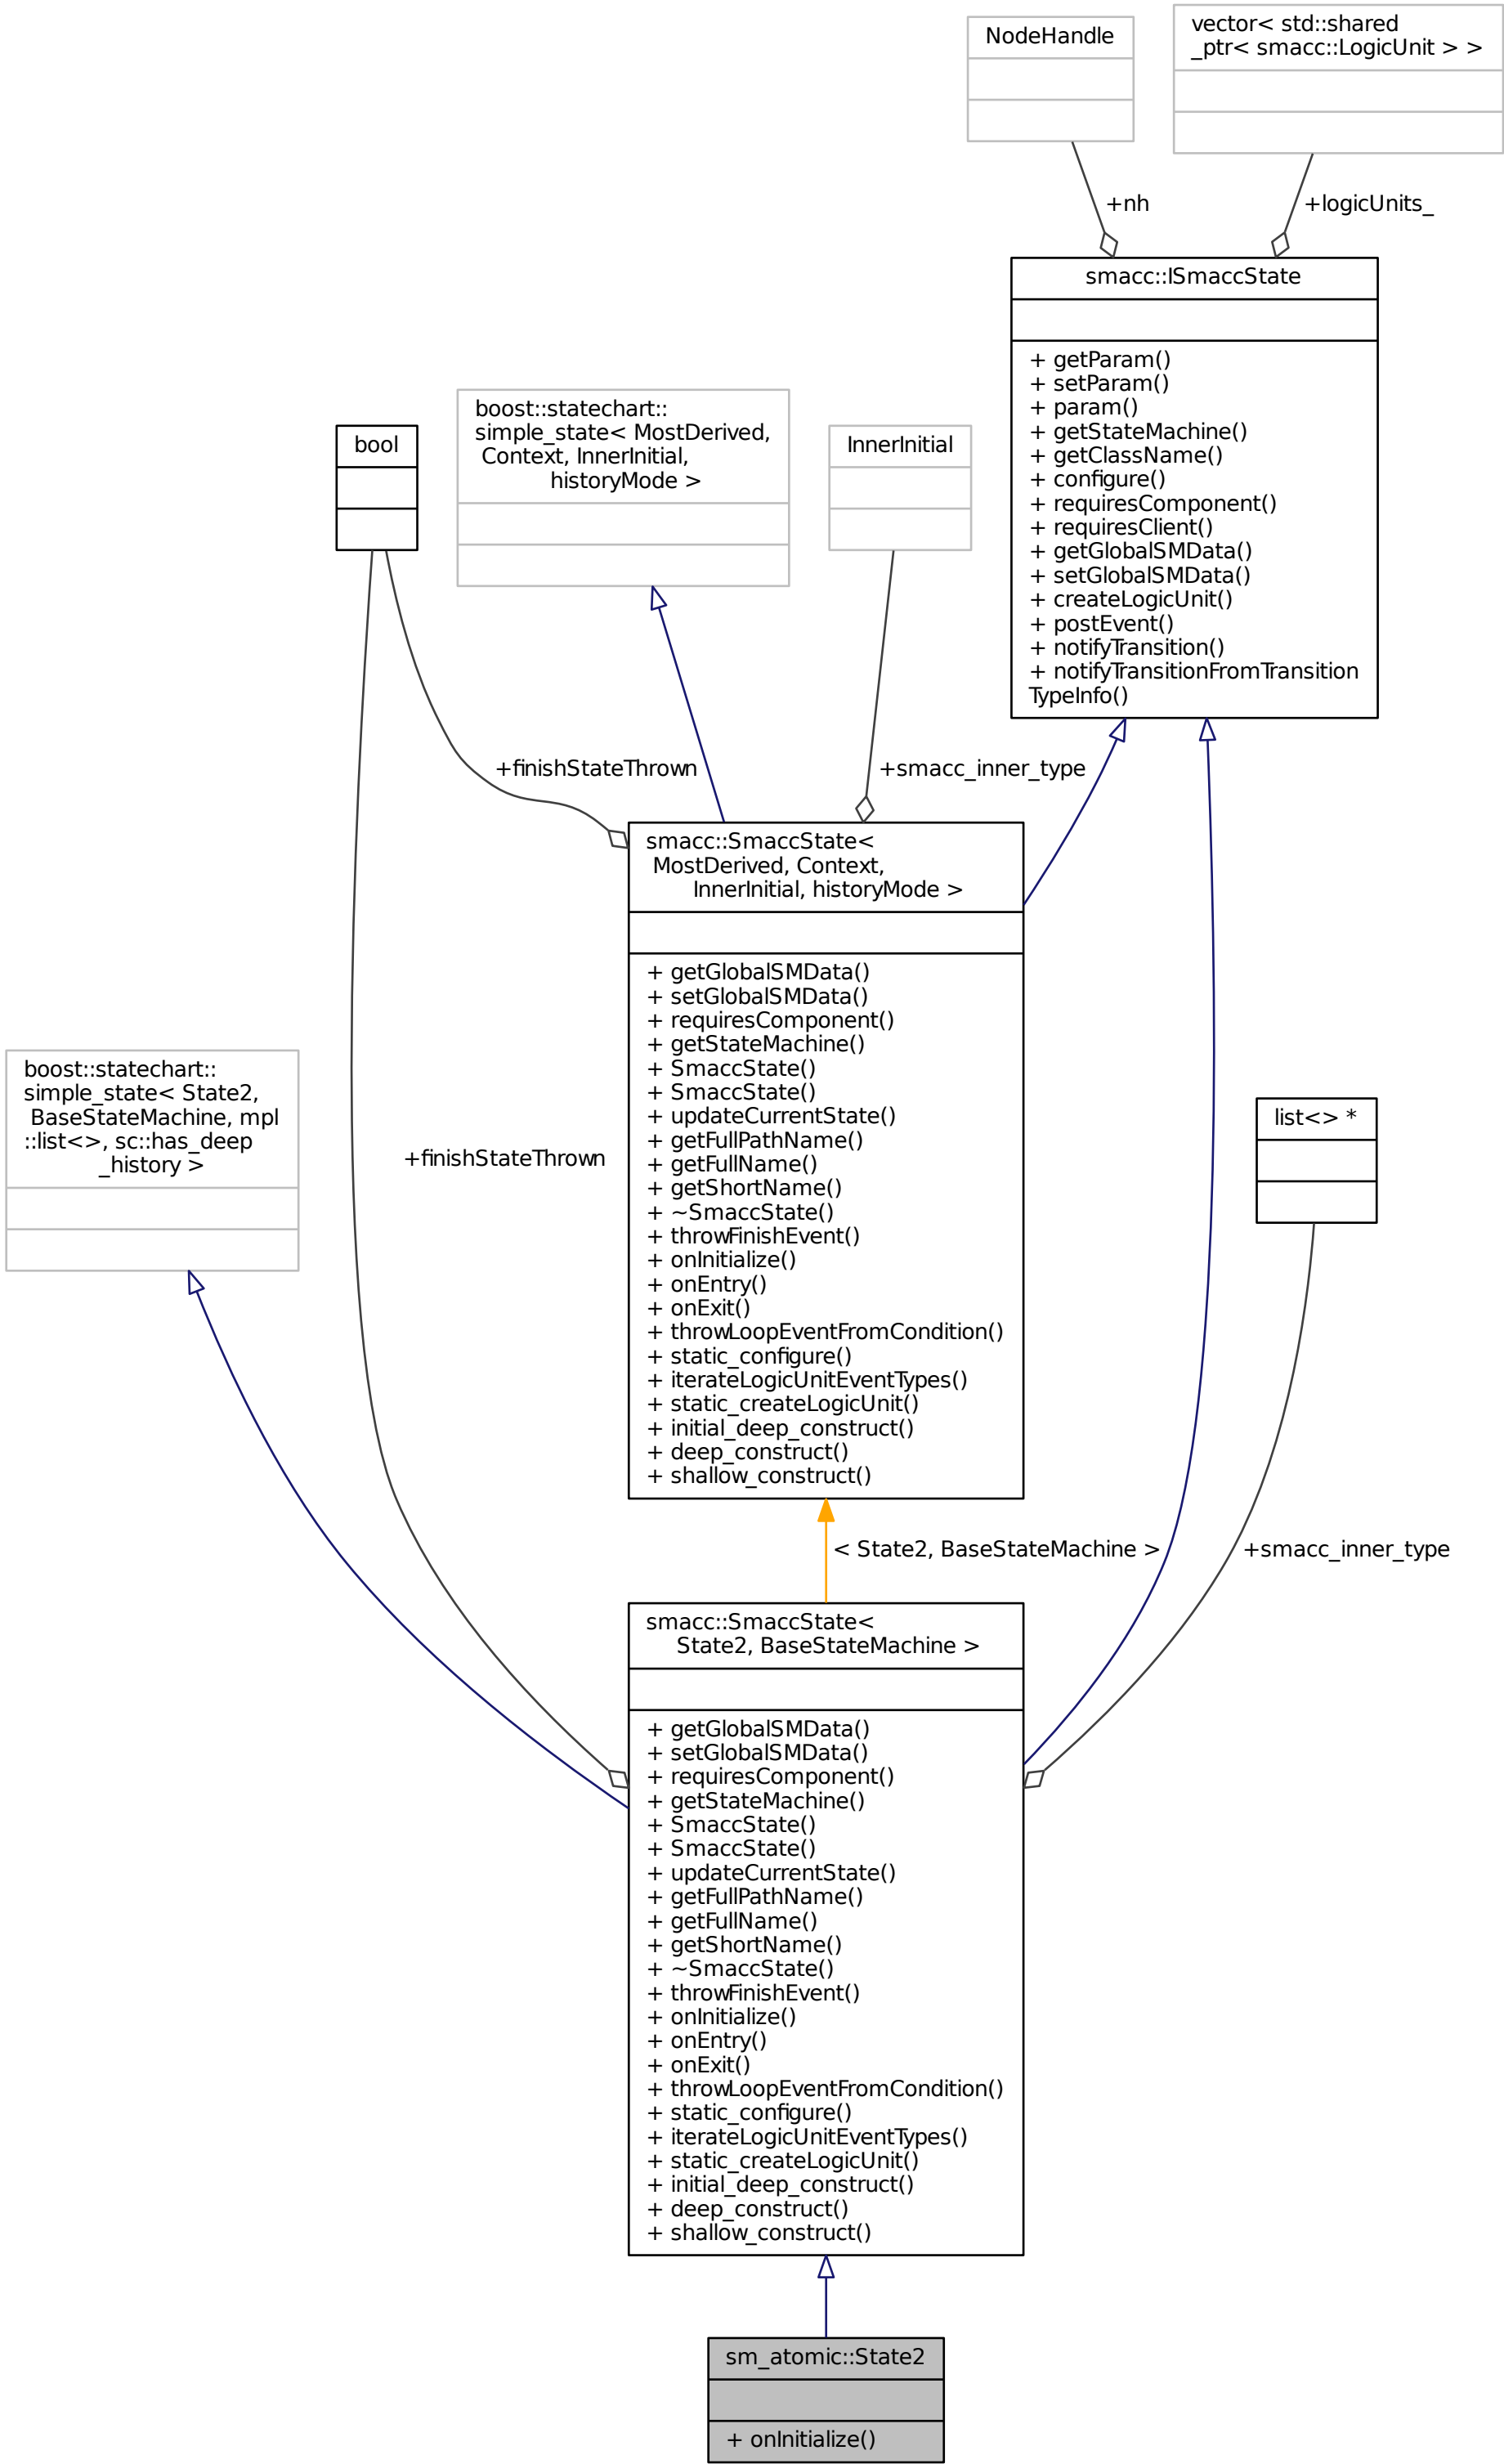 NodeHandle
vector< std::shared
_ptr< smacc::LogicUnit > >
+nh
+logicUnits_
smacc::ISmaccState
+ getParam()
+ setParam()
+ param()
+ getStateMachine()
+ getClassName()
+ configure()
+ requiresComponent()
+ requiresClient()
+ getGlobalSMData()
+ setGlobalSMData()
+ createLogicUnit()
+ postEvent()
+ notifyTransition()
+ notifyTransitionFromTransition
TypeInfo()
bool
boost::statechart::
simple_state< MostDerived,
Context, InnerInitial,
historyMode >
InnerInitial
+finishStateThrown
+smacc_inner_type
smacc::SmaccState<
MostDerived, Context,
InnerInitial, historyMode >
+ getGlobalSMData()
+ setGlobalSMData()
+ requiresComponent()
+ getStateMachine()
+ SmaccState()
+ SmaccState()
+ updateCurrentState()
+ getFullPathName()
+ getFullName()
+ getShortName()
+ ~SmaccState()
+ throwFinishEvent()
+ onInitialize()
+ onEntry()
+ onExit()
+ throwLoopEventFromCondition()
+ static_configure()
+ iterateLogicUnitEventTypes()
+ static_createLogicUnit()
+ initial_deep_construct()
+ deep_construct()
+ shallow_construct()
boost::statechart::
simple_state< State2,
BaseStateMachine, mpl
::list<>, sc::has_deep
_history >
+finishStateThrown
list<> *
< State2, BaseStateMachine >
+smacc_inner_type
smacc::SmaccState<
State2, BaseStateMachine >
+ getGlobalSMData()
+ setGlobalSMData()
+ requiresComponent()
+ getStateMachine()
+ SmaccState()
+ SmaccState()
+ updateCurrentState()
+ getFullPathName()
+ getFullName()
+ getShortName()
+ ~SmaccState()
+ throwFinishEvent()
+ onInitialize()
+ onEntry()
+ onExit()
+ throwLoopEventFromCondition()
+ static_configure()
+ iterateLogicUnitEventTypes()
+ static_createLogicUnit()
+ initial_deep_construct()
+ deep_construct()
+ shallow_construct()
sm_atomic::State2
+ onInitialize()